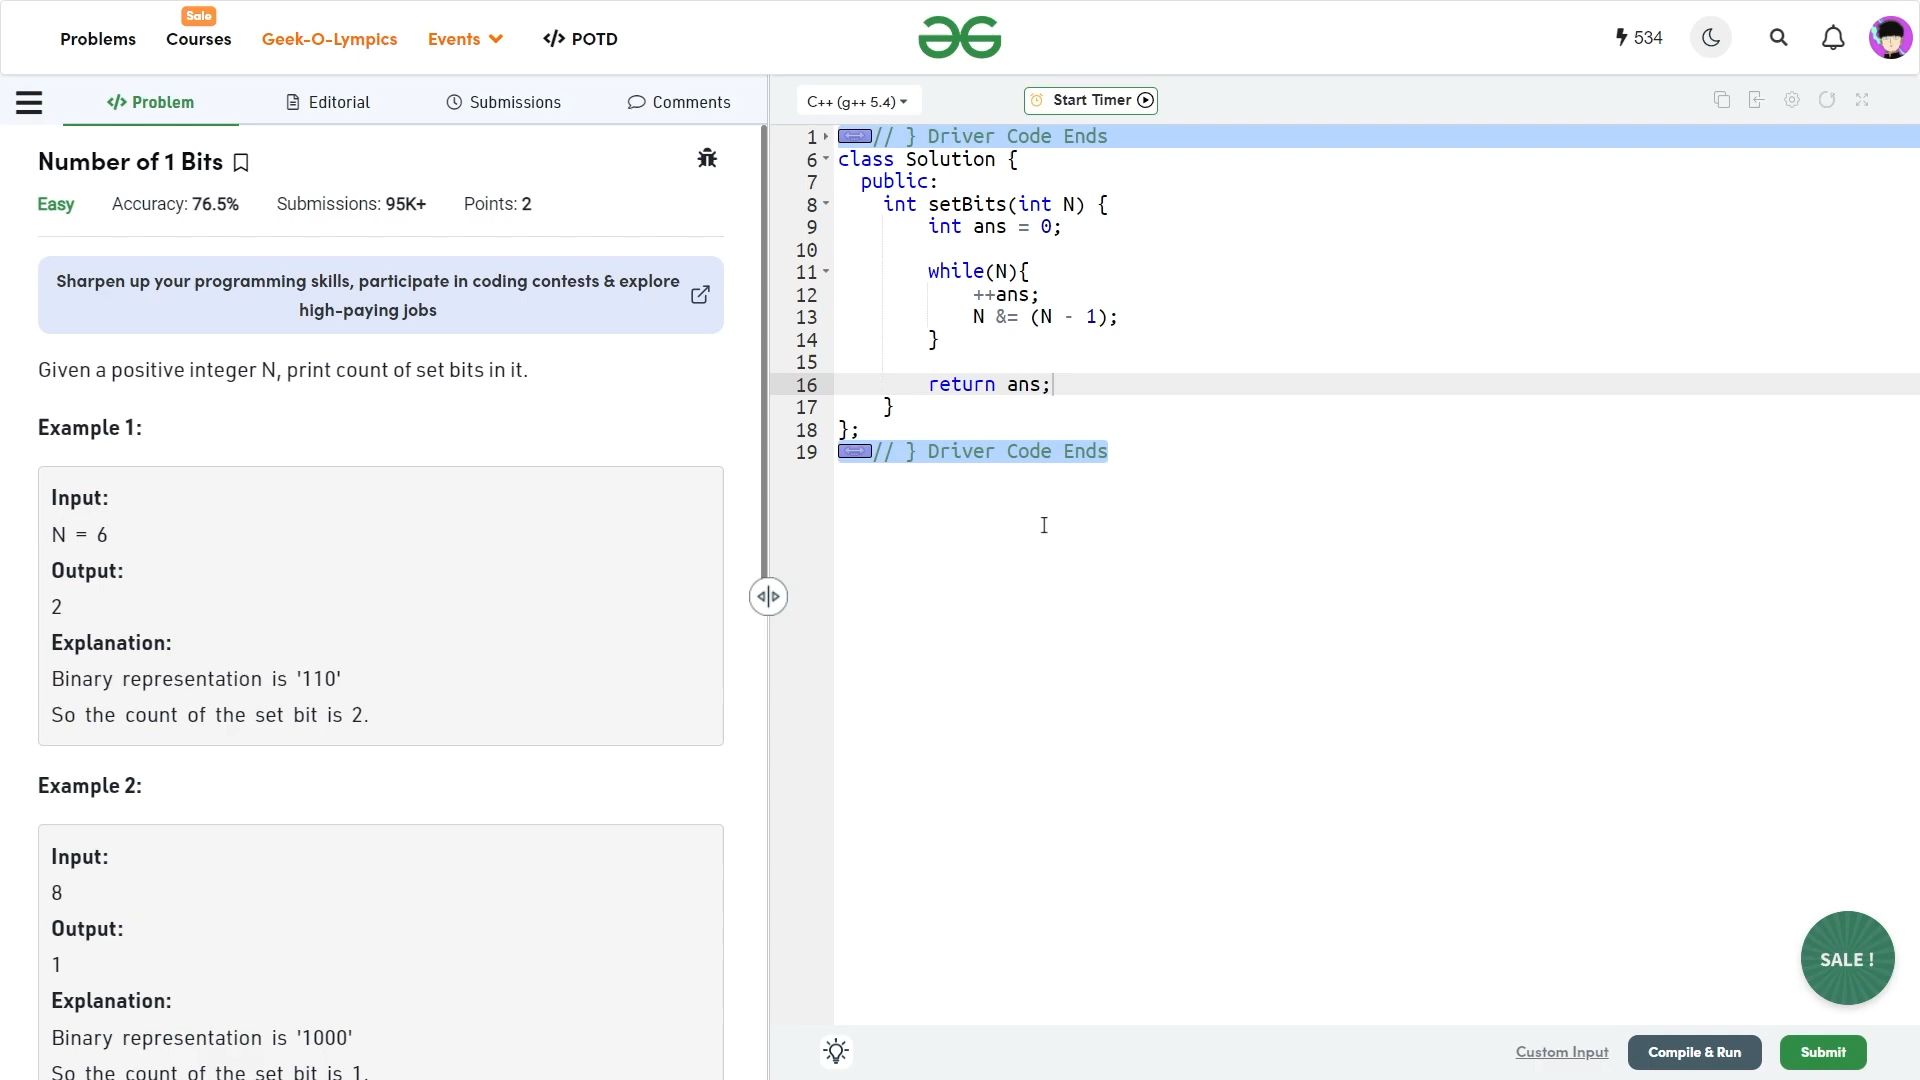 Sale
Problems Courses Geek-O-Lympics Events </> POTD
534
</> Problem Editorial Submissions Comments
C++ (g++ 5.4) Start Timer
Number of 1 Bits
Easy Accuracy: 76.5% Submissions: 95K+ Points: 2
Sharpen up your programming skills, participate in coding contests & explore
high-paying jobs
Given a positive integer N, print count of set bits in it.
Example 1:
Input:
N = 6
Output:
2
Explanation:
Binary representation is '110'
So the count of the set bit is 2.
Example 2:
Input:
8
Output:
1
Explanation:
Binary representation is '1000'
So the count of the set bit is 1.
1 // } Driver Code Ends
6 class Solution {
7 public:
8 int setBits(int N) {
9 int ans = 0;
10
11 while(N){
12 ++ans;
13 N &= (N - 1);
14 }
15
16 return ans;
17 }
18 };
19 // } Driver Code Ends
SALE !
Custom Input Compile & Run Submit